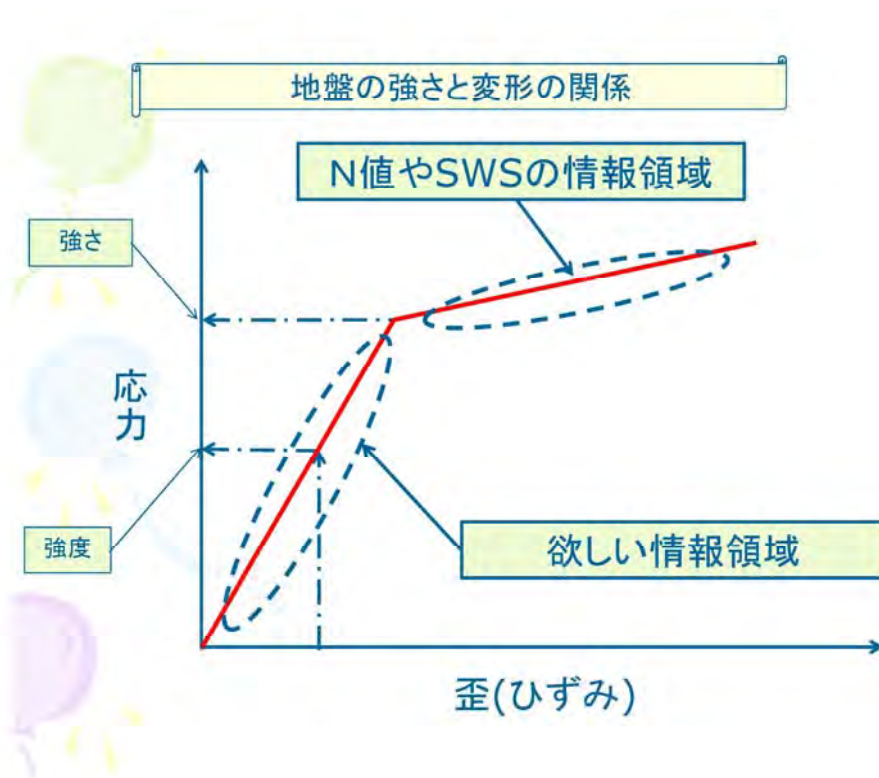 地盤の強さと変形の関係
N値やSWSの情報領域
強さ
応力
強度
欲しい情報領域
歪(ひずみ)